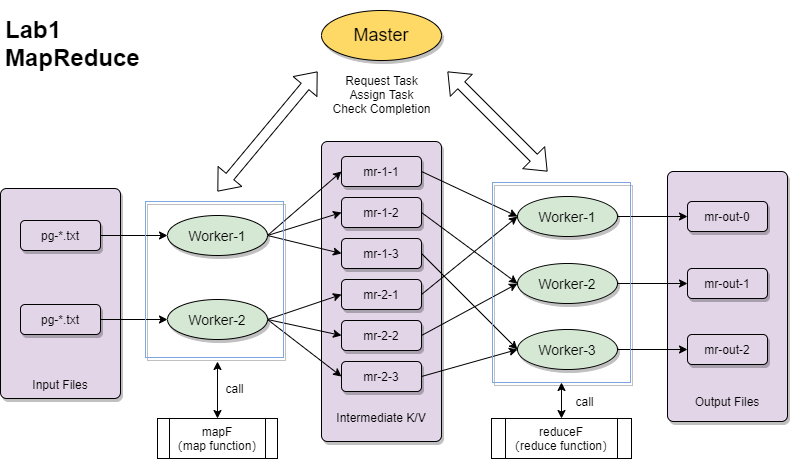 Lab1
MapReduce
Master
Request Task
Assign Task
Check Completion
pg-*.txt
pg-*.txt
Input Files
Worker-1
Worker-2
call
mapF
(map function)
mr-1-1
mr-1-2
mr-1-3
mr-2-1
mr-2-2
mr-2-3
Intermediate K/V
Worker-1
Worker-2
Worker-3
call
reduceF
(reduce function)
mr-out-0
mr-out-1
mr-out-2
Output Files